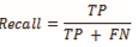 Recall = TP / (TP + FN)